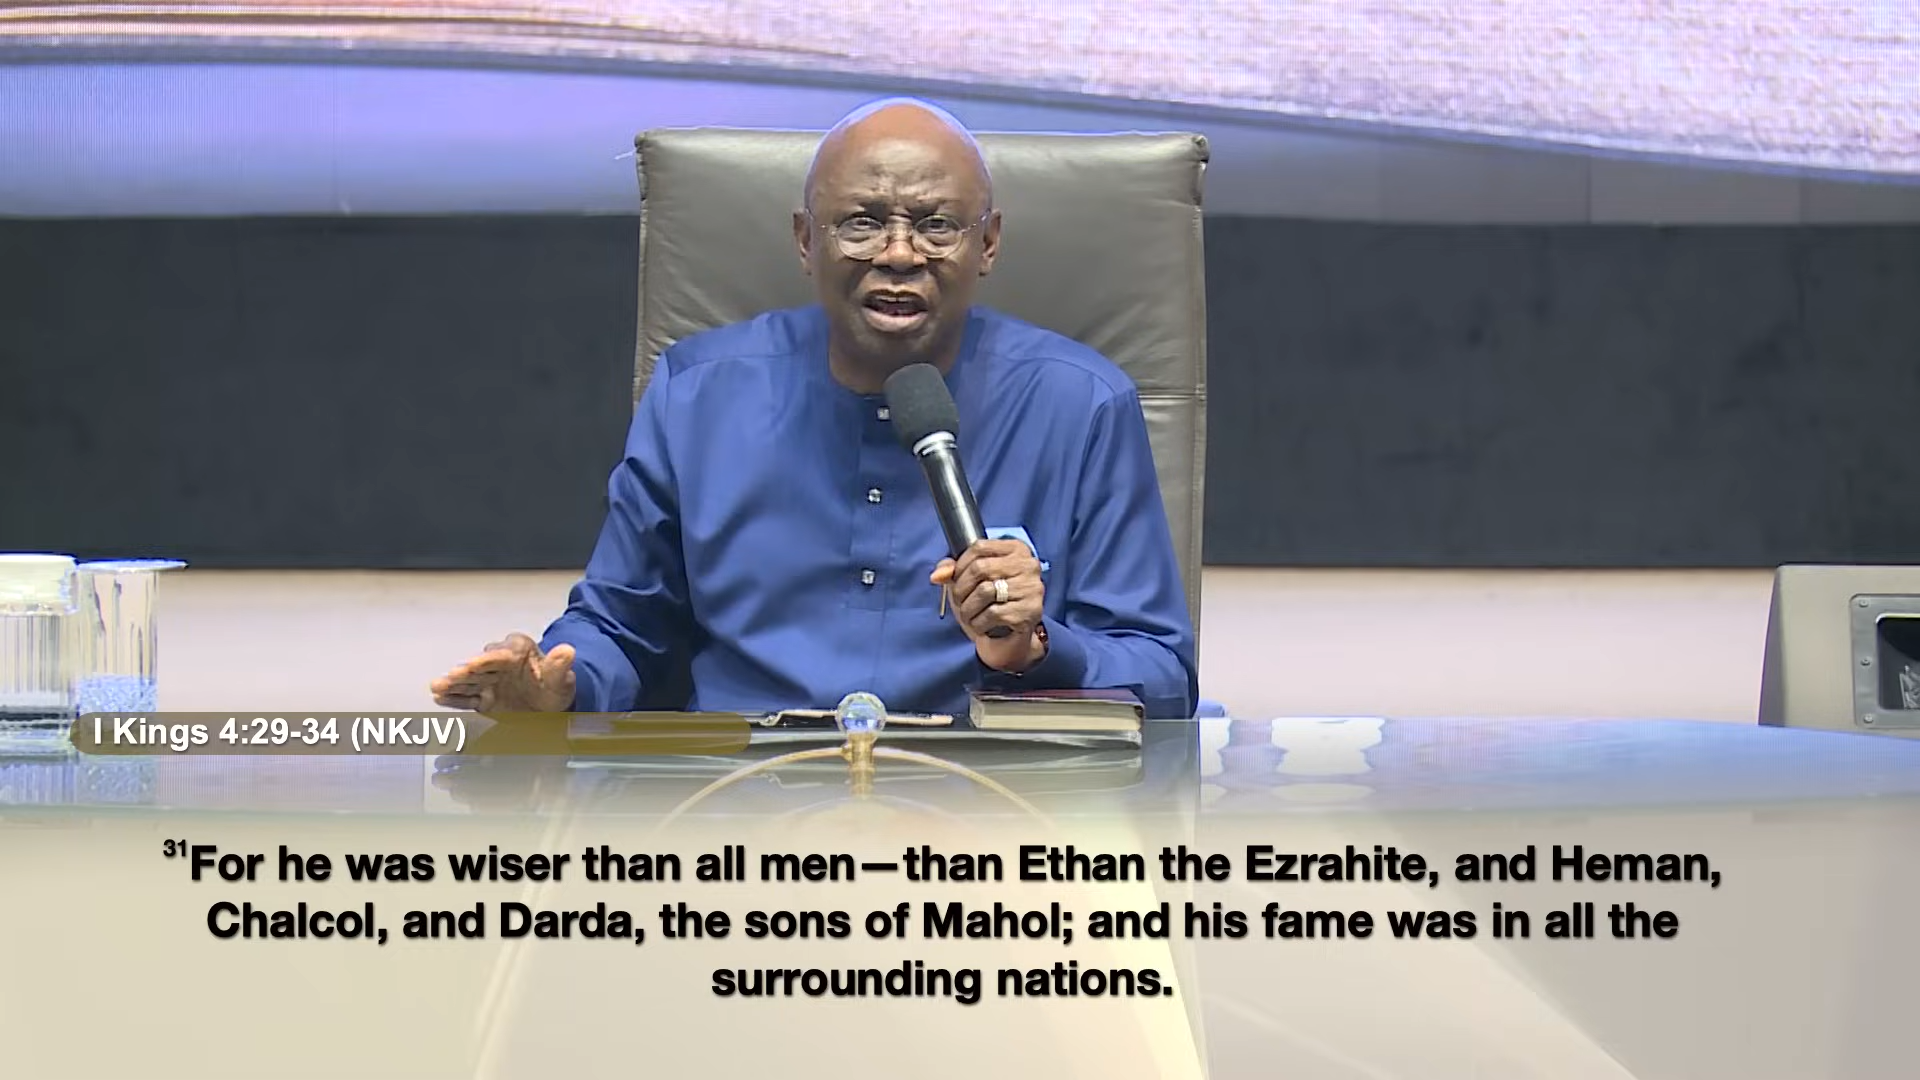 I Kings 4:29-34 (NKJV)
³¹For he was wiser than all men—than Ethan the Ezrahite, and Heman,
Chalcol, and Darda, the sons of Mahol; and his fame was in all the
surrounding nations.